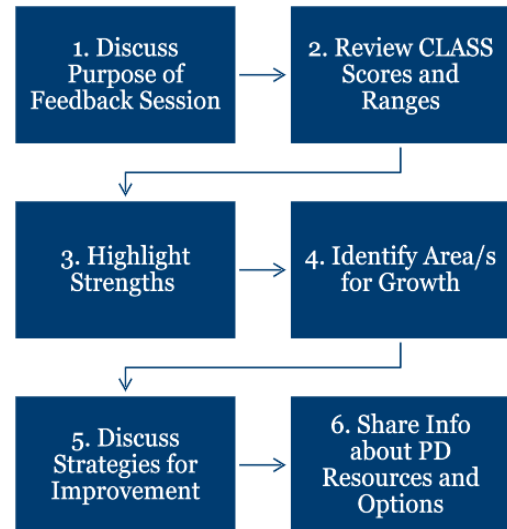 1. Discuss
Purpose of
Feedback Session
2. Review CLASS
Scores and
Ranges
3. Highlight
Strengths
4. Identify Area/s
for Growth
5. Discuss
Strategies for
Improvement
6. Share Info
about PD
Resources and
Options